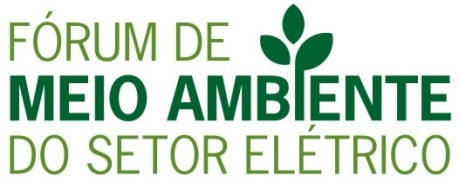 FÓRUM DE
MEIO AMBIENTE
DO SETOR ELÉTRICO